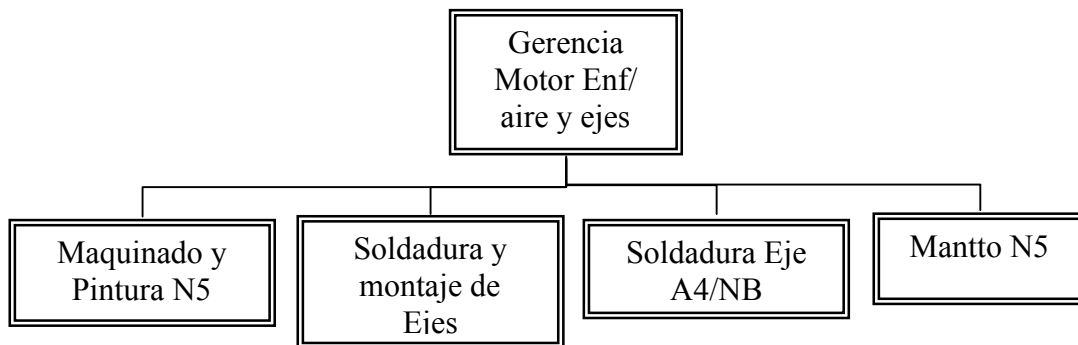 Gerencia
Motor Enf/
aire y ejes
Maquinado y
Pintura N5
Soldadura y
montaje de
Ejes
Soldadura Eje
A4/NB
Mantto N5